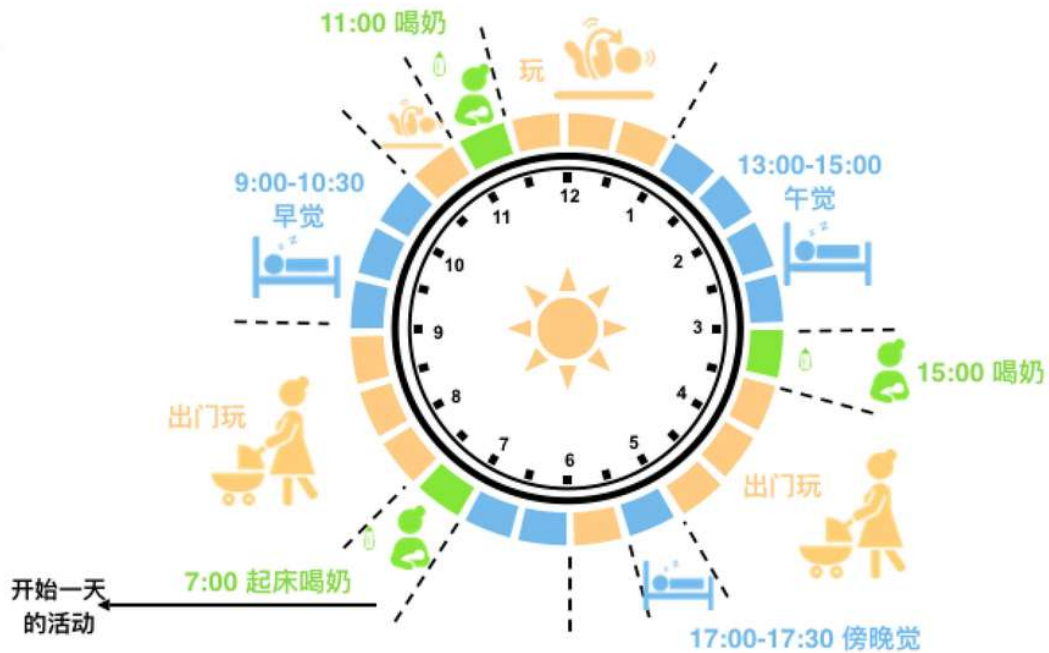 11:00 喝奶
玩
13:00-15:00
午觉
9:00-10:30
早觉
12
1
2
3
4
5
6
7
8
9
10
11
15:00 喝奶
出门玩
出门玩
7:00 起床喝奶
开始一天
的活动
17:00-17:30 傍晚觉